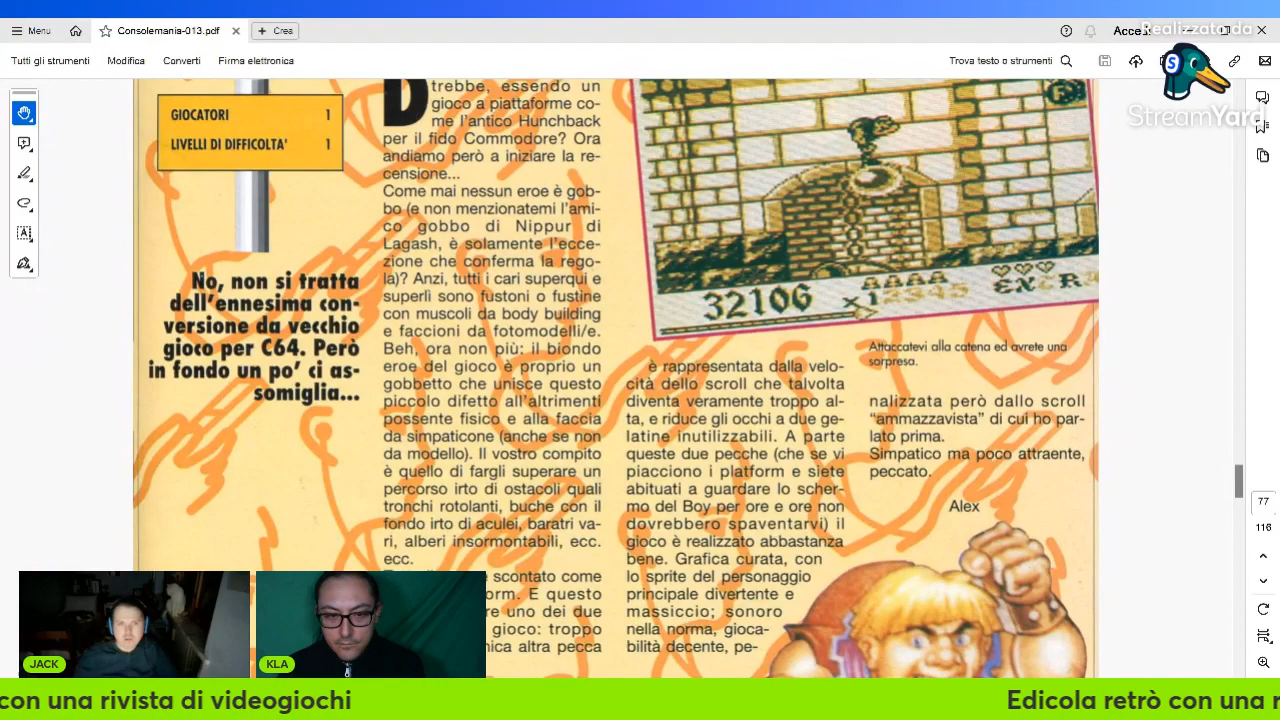 Menu
Consolemania-013.pdf
Crea
Acce
Realizzato da
Tutti gli strumenti
Modifica
Converti
Firma elettronica
Trova testo o strumenti
StreamYard
GIOCATORI 1
LIVELLI DI DIFFICOLTA' 1
No, non si tratta
dell'ennesima con-
versione da vecchio
gioco per C64. Però
in fondo un po' ci as-
somiglia...
Dtrebbe, essendo un
gioco a piattaforme co-
me l'antico Hunchback
per il fido Commodore? Ora
andiamo però a iniziare la re-
censione...
Come mai nessun eroe è gob-
bo (e non menzionatemi l'ami-
co gobbo di Nippur di
Lagash, è solamente l'ecce-
zione che conferma la rego-
la)? Anzi, tutti i cari superqui e
superlì sono fustoni o fustine
con muscoli da body building
e faccioni da fotomodelli/e.
Beh, ora non più: il biondo
eroe del gioco è proprio un
gobbetto che unisce questo
piccolo difetto all'altrimenti
possente fisico e alla faccia
da simpaticone (anche se non
da modello). Il vostro compito
è quello di fargli superare un
percorso irto di ostacoli quali
tronchi rotolanti, buche con il
fondo irto di aculei, baratri va-
ri, alberi insormontabili, ecc.
ecc.
scontato come
orm. E questo
re uno dei due
gioco: troppo
nica altra pecca
32106 x1
Attaccatevi alla catena ed avrete una
sorpresa.
è rappresentata dalla velo-
cità dello scroll che talvolta
diventa veramente troppo al-
ta, e riduce gli occhi a due ge-
latine inutilizzabili. A parte
queste due pecche (che se vi
piacciono i platform e siete
abituati a guardare lo scher-
mo del Boy per ore e ore non
dovrebbero spaventarvi) il
gioco è realizzato abbastanza
bene. Grafica curata, con
lo sprite del personaggio
principale divertente e
massiccio; sonoro
nella norma, gioca-
bilità decente, pe-
nalizzata però dallo scroll
"ammazzavista" di cui ho par-
lato prima.
Simpatico ma poco attraente,
peccato.
Alex
77
116
JACK
KLA
con una rivista di videogiochi
Edicola retrò con una r